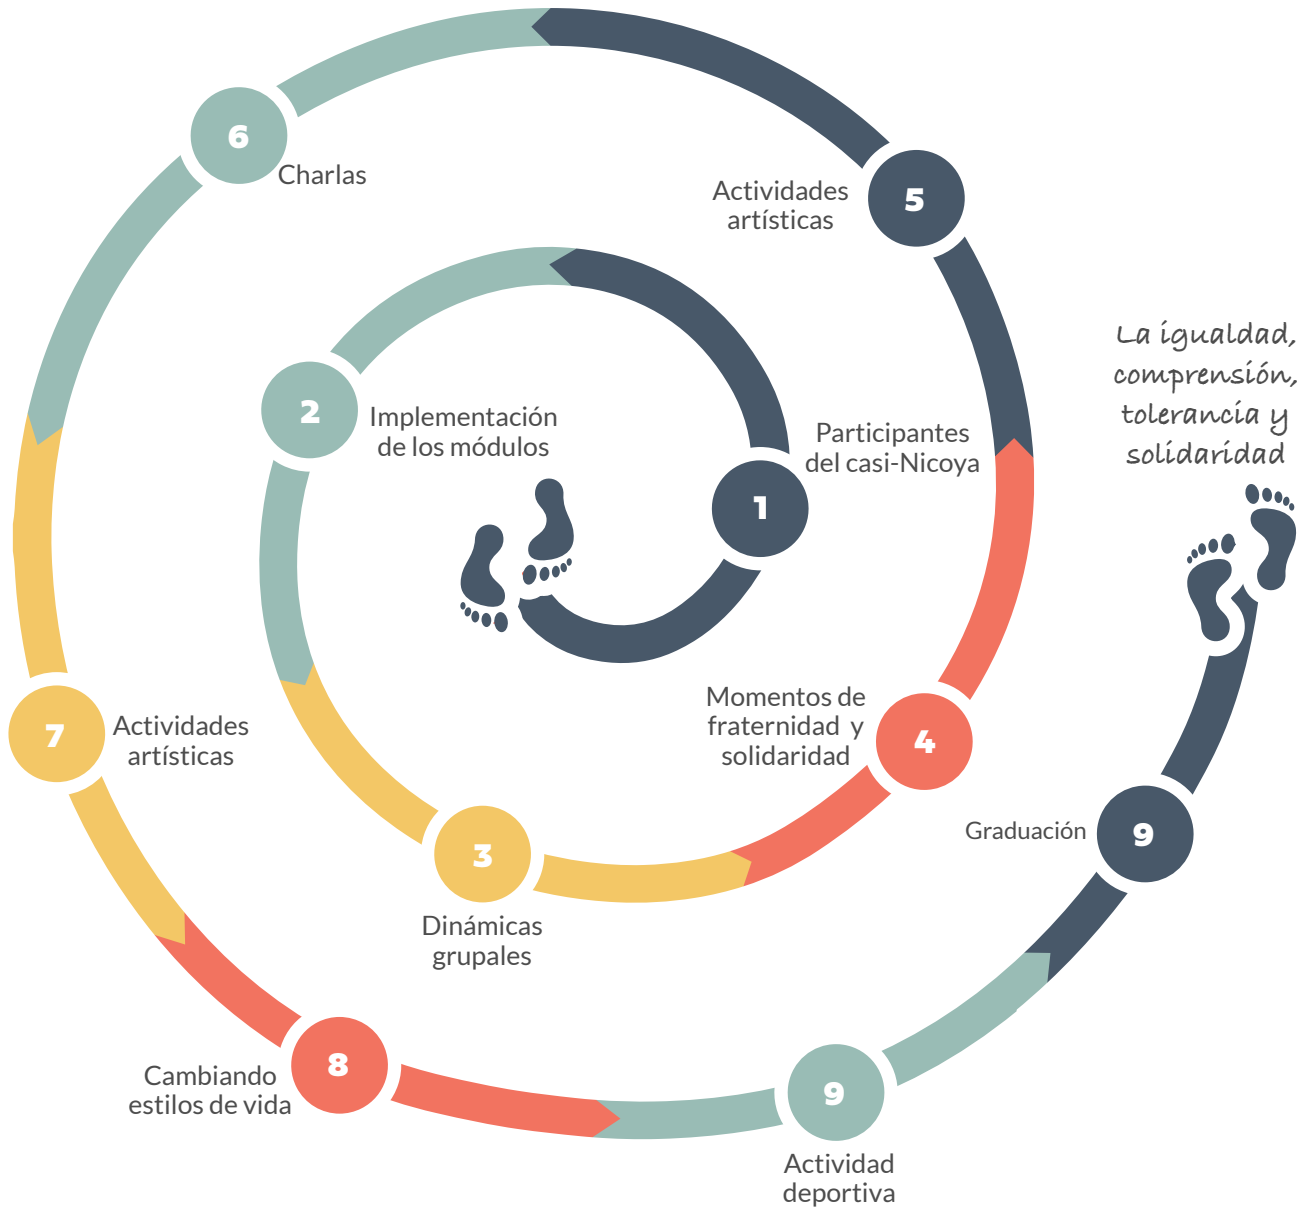 1
Participantes
del casi-Nicoya
2
Implementación
de los módulos
3
Dinámicas
grupales
4
Momentos de
fraternidad y
solidaridad
5
Actividades
artísticas
6
Charlas
7
Actividades
artísticas
8
Cambiando
estilos de vida
9
Actividad
deportiva
9
Graduación
La igualdad,
comprensión,
tolerancia y
solidaridad